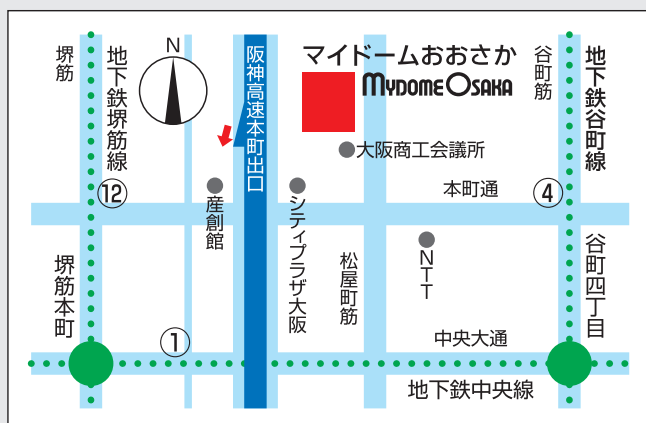 マイドームおおさか
MYDOME OSAKA
N
堺筋
地下鉄堺筋線
阪神高速本町出口
谷町筋
地下鉄谷町線
大阪商工会議所
本町通
⑫
④
産創館
シティプラザ大阪
松屋町筋
NTT
堺筋本町
谷町四丁目
①
中央大通
地下鉄中央線